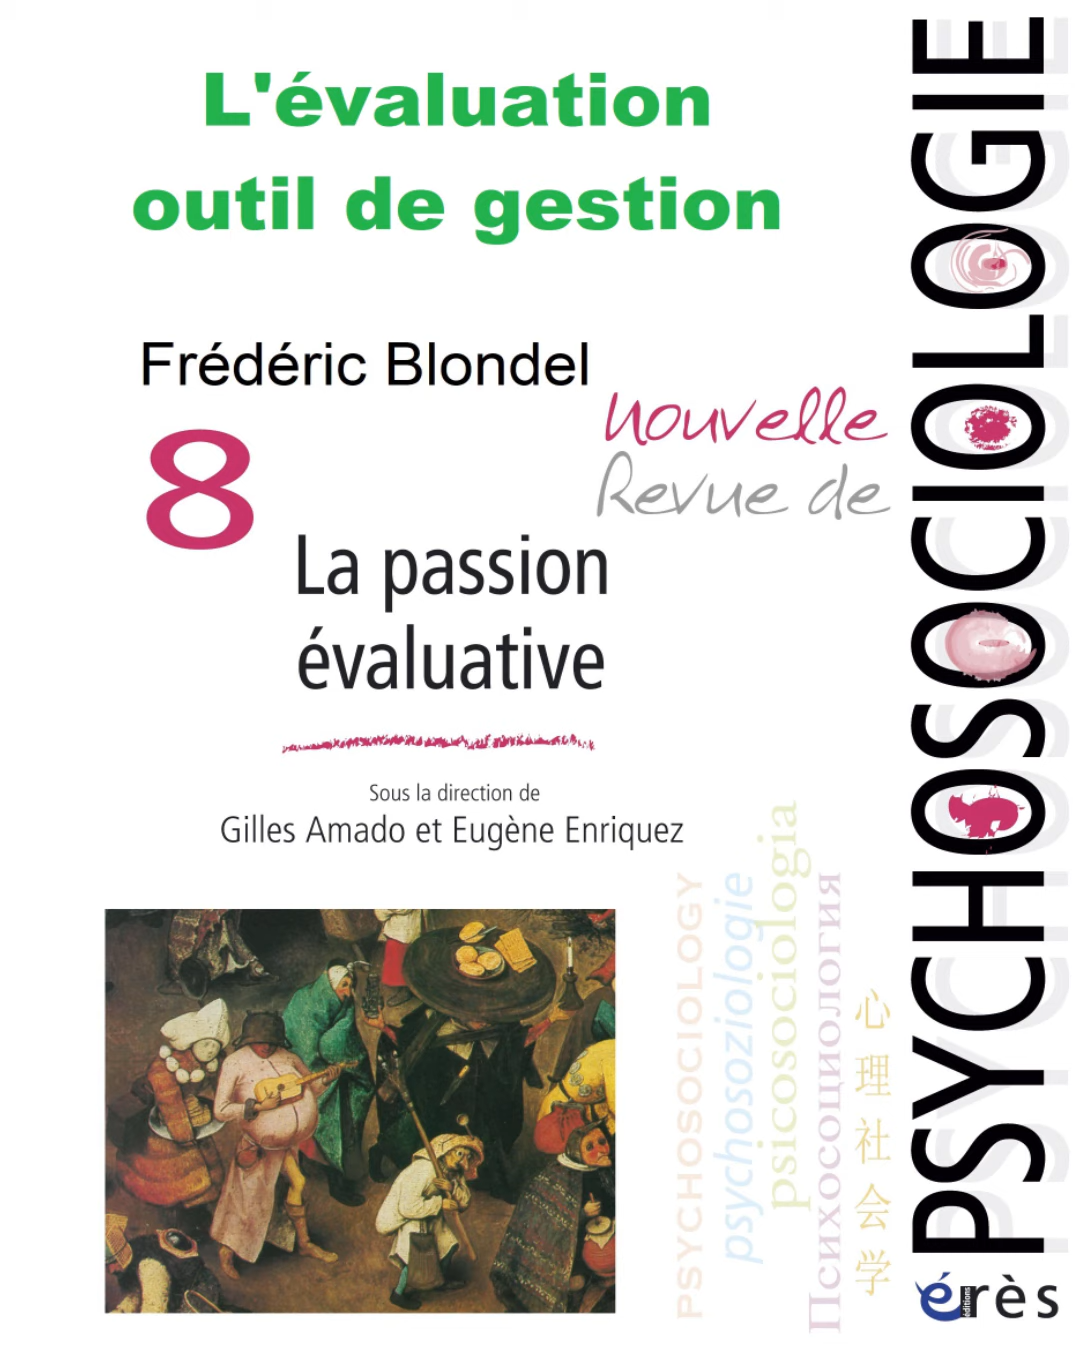 L'évaluation
outil de gestion
Frédéric Blondel
nouvelle
Revue de
PSYCHOSOCIOLOGIE
8
La passion
évaluative
Sous la direction de
Gilles Amado et Eugène Enriquez
PSYCHOSOCIOLOGY
psychosoziologie
psicosociologia
Психосоциология
心理社会学
éditions
érès